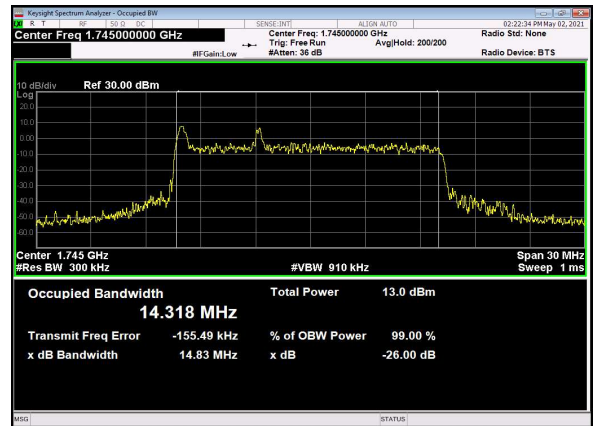 Keysight Spectrum Analyzer - Occupied BW
R T RF 50 Ω DC SENSE:INT ALIGN AUTO 02:22:34 PM May 02, 2021
Center Freq 1.745000000 GHz
Center Freq: 1.745000000 GHz
Radio Std: None
Trig: Free Run Avg|Hold: 200/200
#IFGain:Low #Atten: 36 dB Radio Device: BTS
10 dB/div Ref 30.00 dBm
Log
20.0
10.0
0.00
-10.0
-20.0
-30.0
-40.0
-50.0
-60.0
Center 1.745 GHz Span 30 MHz
#Res BW 300 kHz #VBW 910 kHz Sweep 1 ms
Occupied Bandwidth Total Power 13.0 dBm
14.318 MHz
Transmit Freq Error -155.49 kHz % of OBW Power 99.00 %
x dB Bandwidth 14.83 MHz x dB -26.00 dB
MSG STATUS